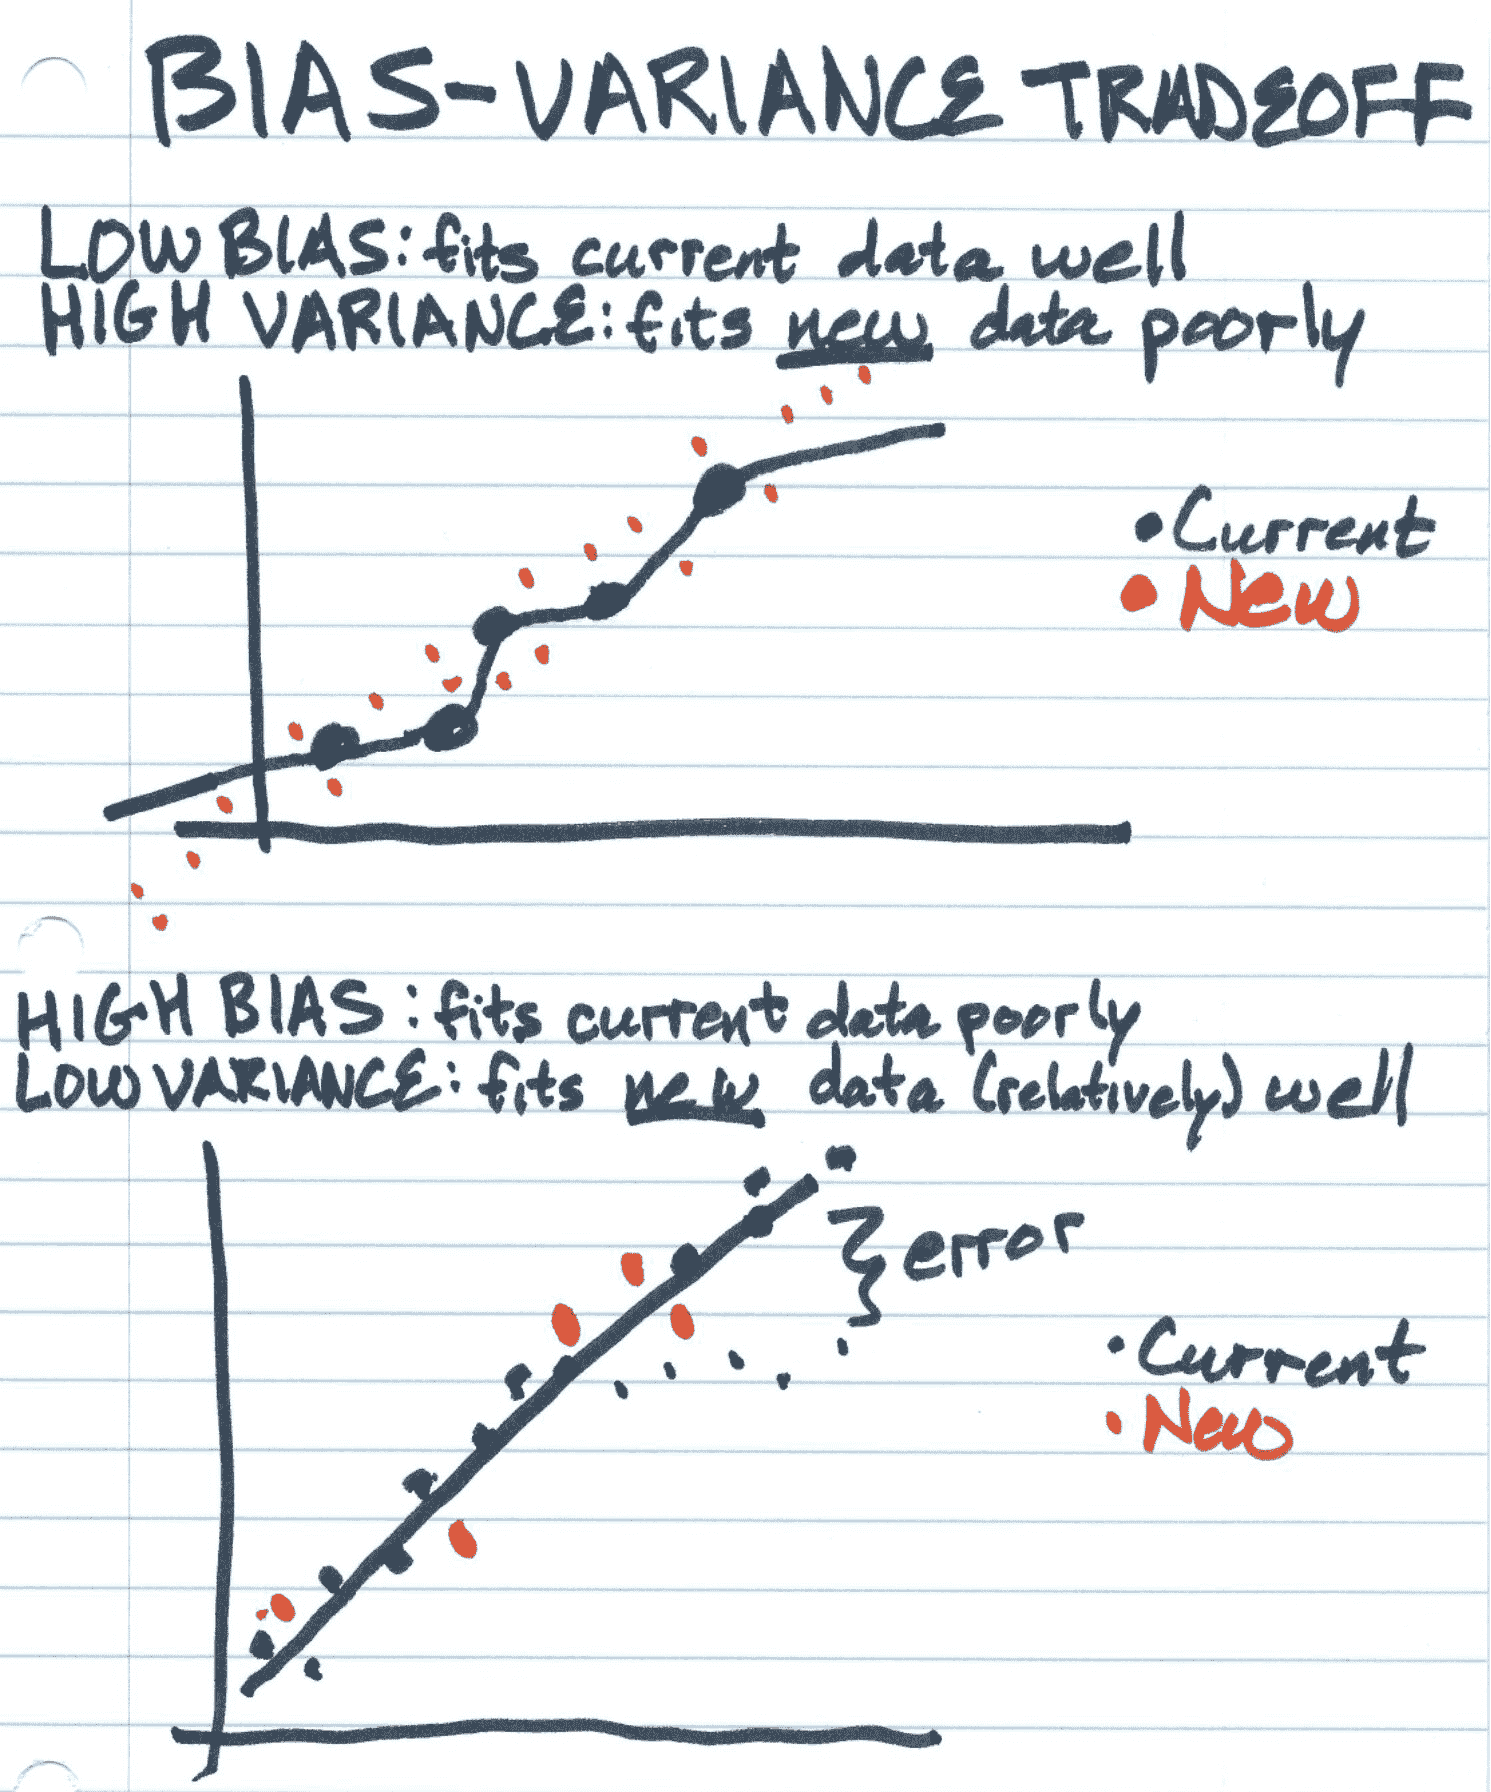 BIAS-VARIANCE TRADEOFF
LOW BIAS: fits current data well
HIGH VARIANCE: fits new data poorly
Current
New
HIGH BIAS: fits current data poorly
LOW VARIANCE: fits new data (relatively) well
error
Current
New